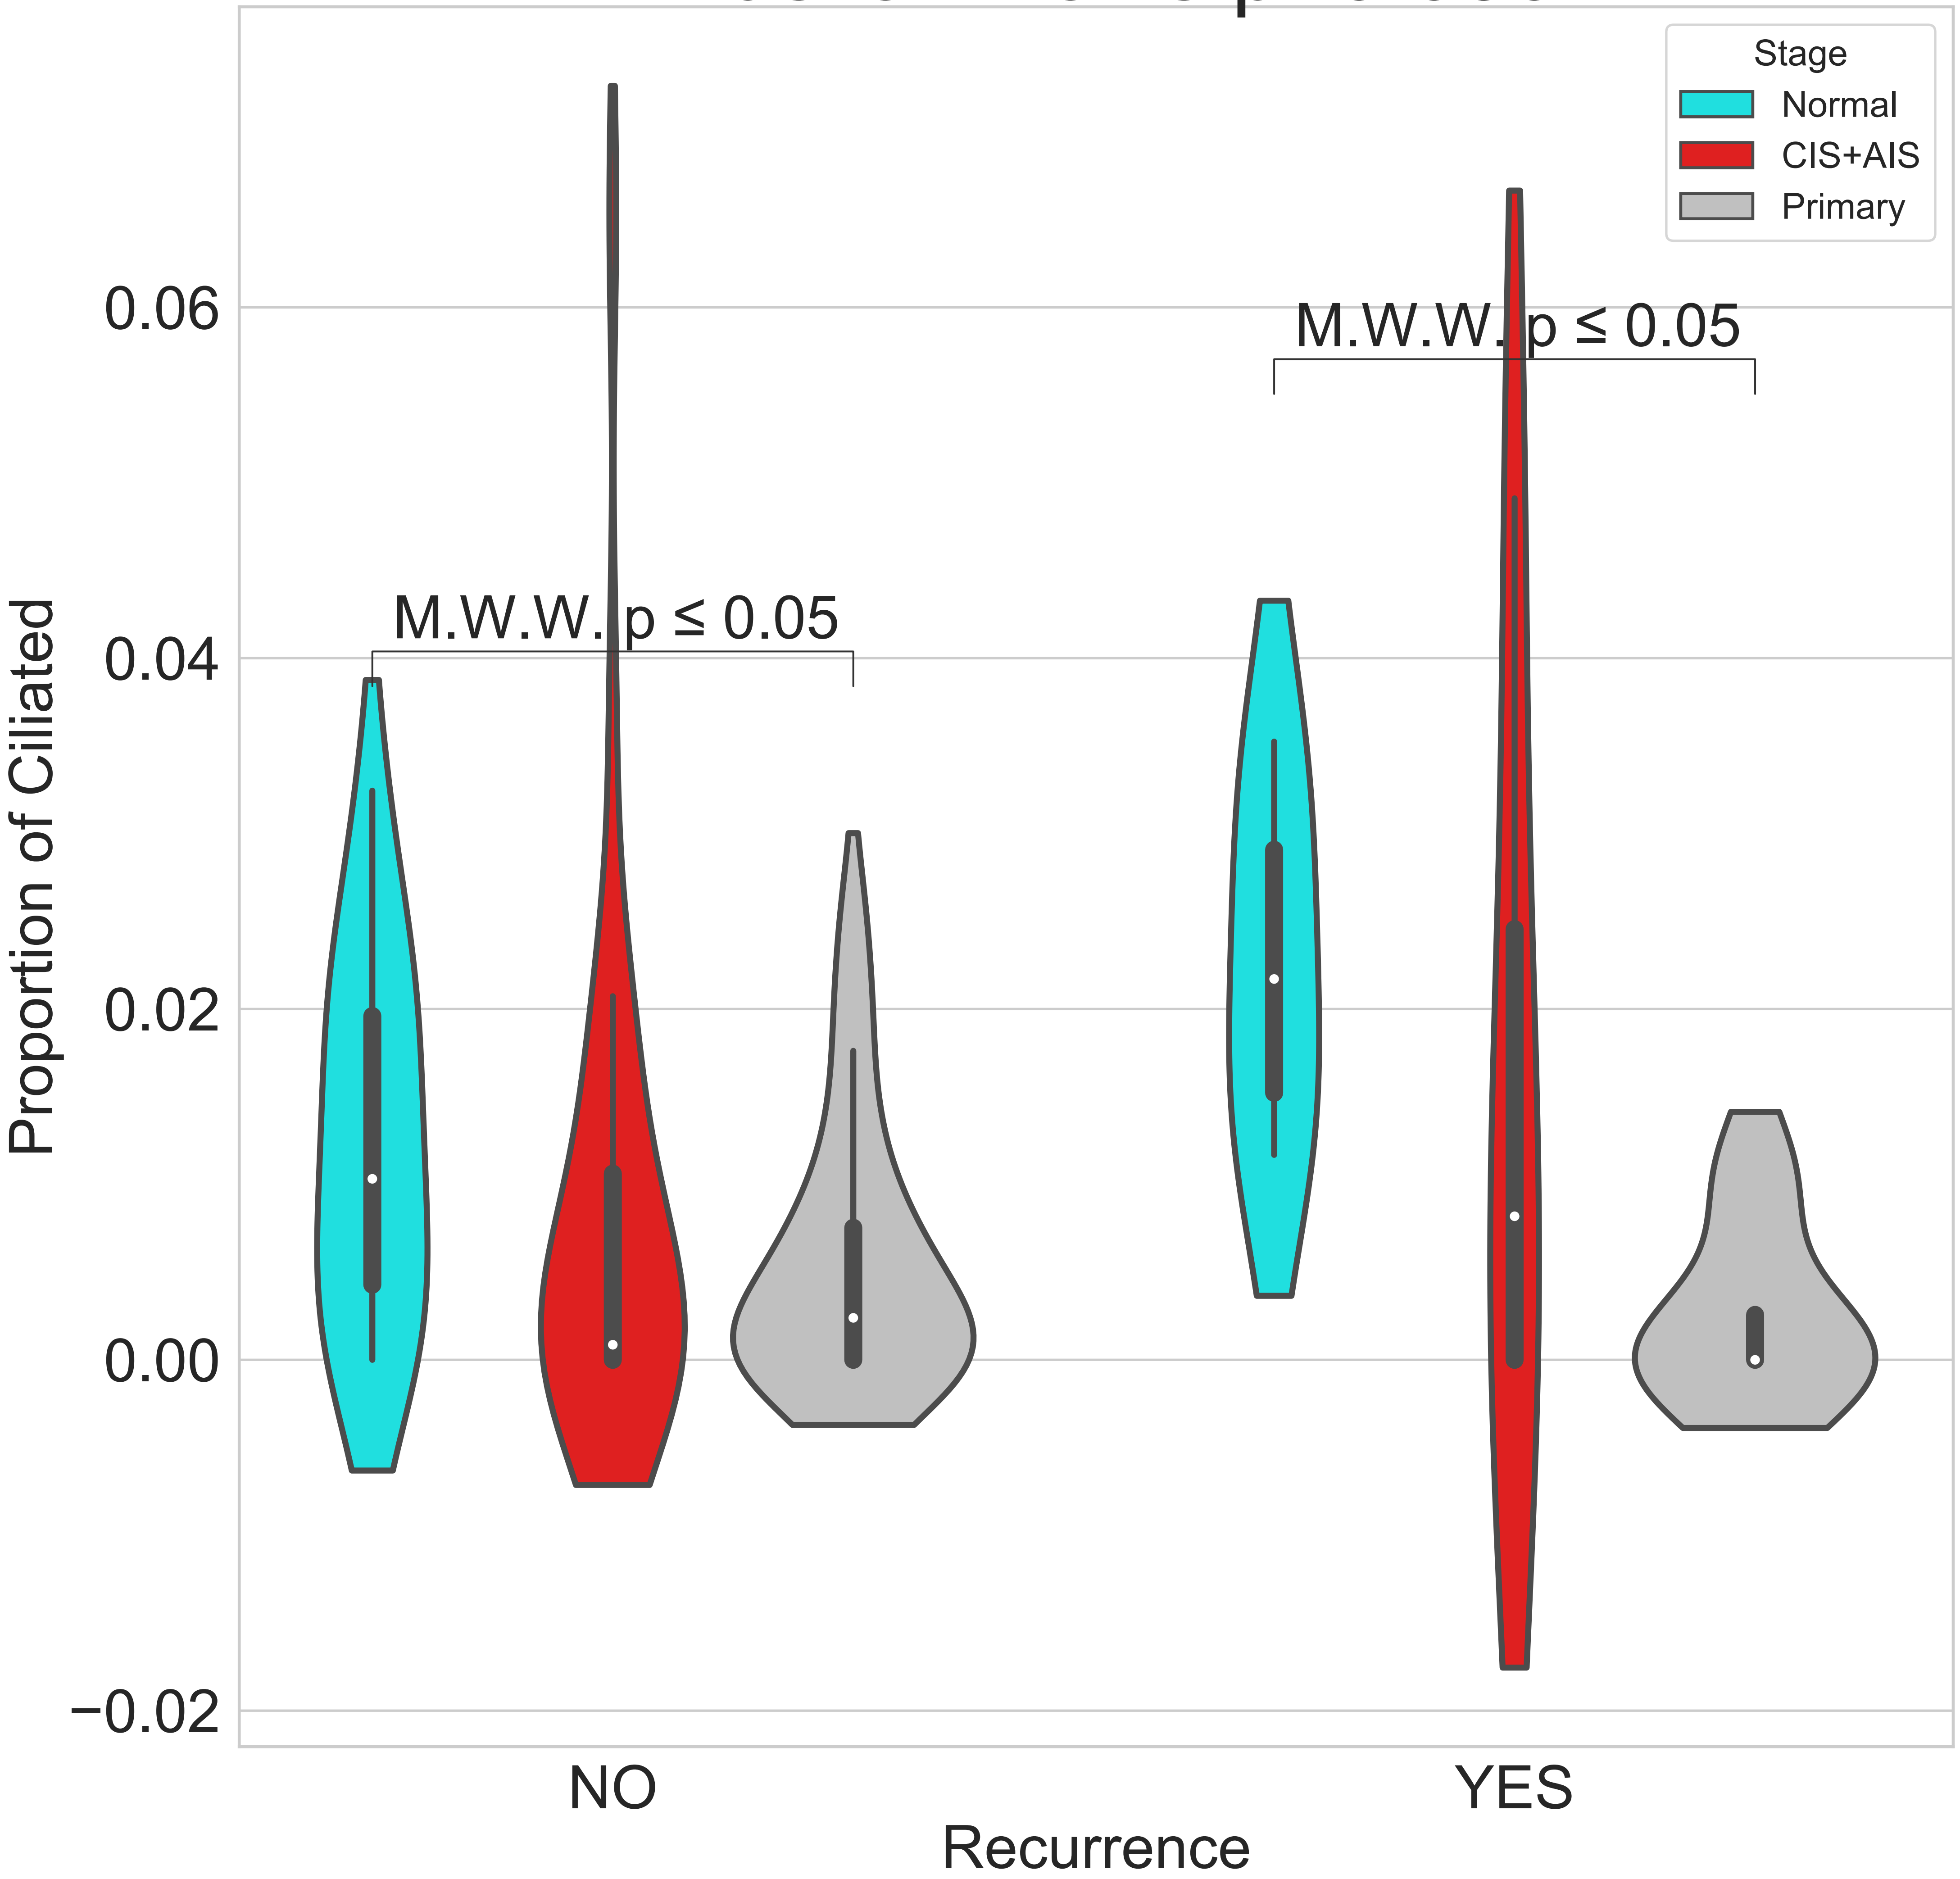 Stage
Normal
CIS+AIS
Primary
0.06
M.W.W. p ≤ 0.05
M.W.W. p ≤ 0.05
0.04
0.02
0.00
−0.02
Proportion of Ciliated
NO
YES
Recurrence